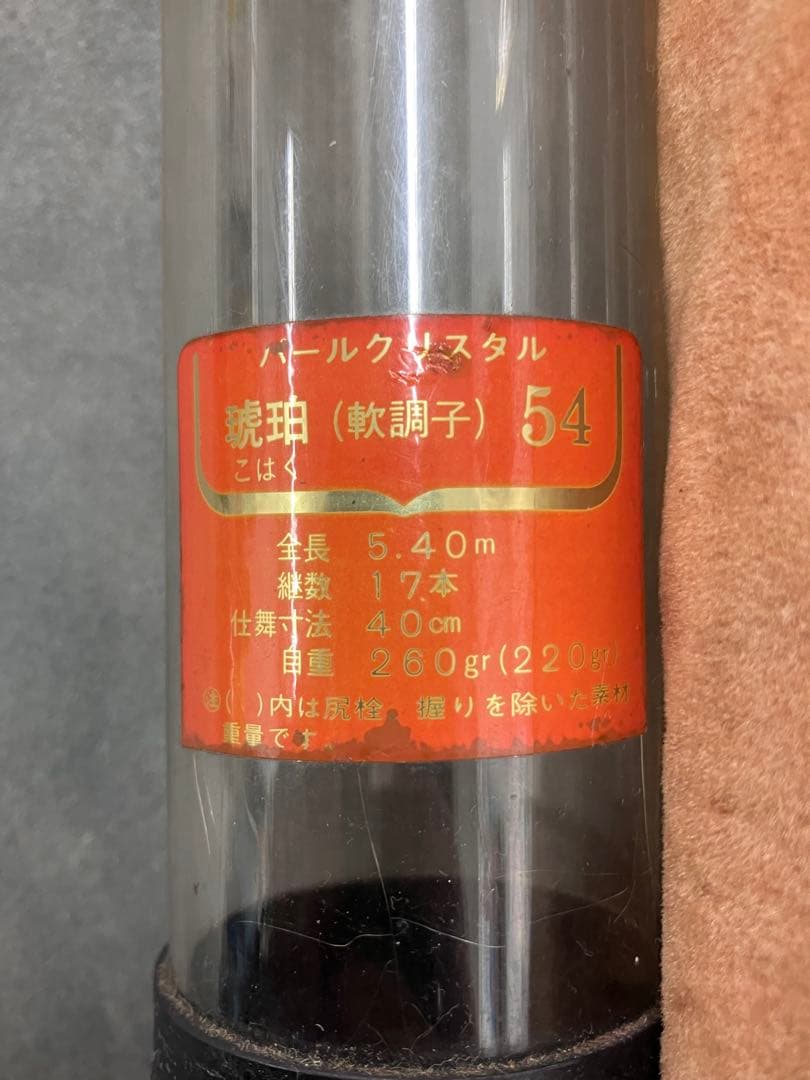 パールクリスタル
琥珀（軟調子） 54
こはく
全長 5.40m
継数 17本
仕舞寸法 40cm
自重 260gr(220gr)
注( )内は尻栓、握りを除いた素材
重量です。